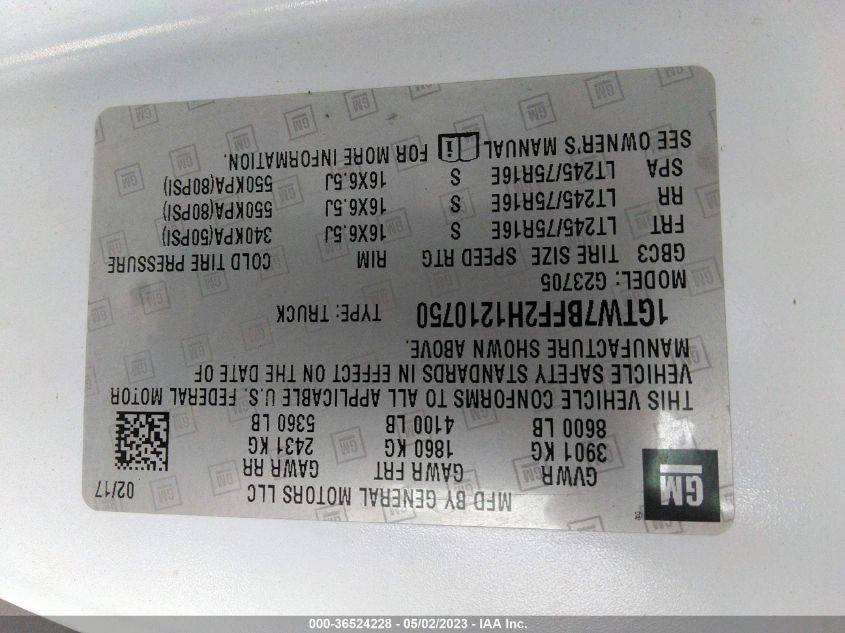 MFD BY GENERAL MOTORS LLC 02/17
GM
GVWR GAWR FRT GAWR RR
3901 KG 1860 KG 2431 KG
8600 LB 4100 LB 5360 LB
THIS VEHICLE CONFORMS TO ALL APPLICABLE U.S. FEDERAL MOTOR
VEHICLE SAFETY STANDARDS IN EFFECT ON THE DATE OF
MANUFACTURE SHOWN ABOVE.
1GTW7BFF2H1210750 TYPE: TRUCK
MODEL: G23705
GBC3 TIRE SIZE SPEED RTG RIM COLD TIRE PRESSURE
FRT LT245/75R16E S 16X6.5J 340KPA(50PSI)
RR LT245/75R16E S 16X6.5J 550KPA(80PSI)
SPA LT245/75R16E S 16X6.5J 550KPA(80PSI)
SEE OWNER'S MANUAL i FOR MORE INFORMATION.
000-36524228 - 05/02/2023 - IAA Inc.